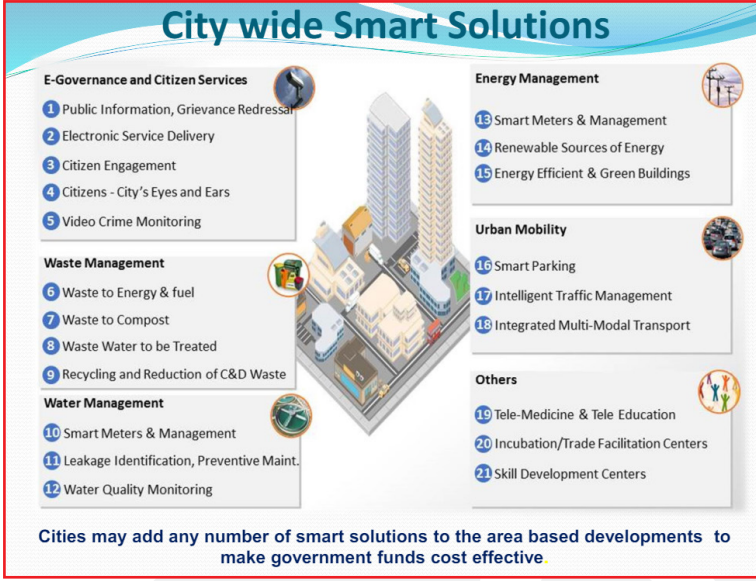 City wide Smart Solutions
E-Governance and Citizen Services
1 Public Information, Grievance Redressal
2 Electronic Service Delivery
3 Citizen Engagement
4 Citizens - City's Eyes and Ears
5 Video Crime Monitoring
Waste Management
6 Waste to Energy & fuel
7 Waste to Compost
8 Waste Water to be Treated
9 Recycling and Reduction of C&D Waste
Water Management
10 Smart Meters & Management
11 Leakage Identification, Preventive Maint.
12 Water Quality Monitoring
Energy Management
13 Smart Meters & Management
14 Renewable Sources of Energy
15 Energy Efficient & Green Buildings
Urban Mobility
16 Smart Parking
17 Intelligent Traffic Management
18 Integrated Multi-Modal Transport
Others
19 Tele-Medicine & Tele Education
20 Incubation/Trade Facilitation Centers
21 Skill Development Centers
Cities may add any number of smart solutions to the area based developments to
make government funds cost effective.